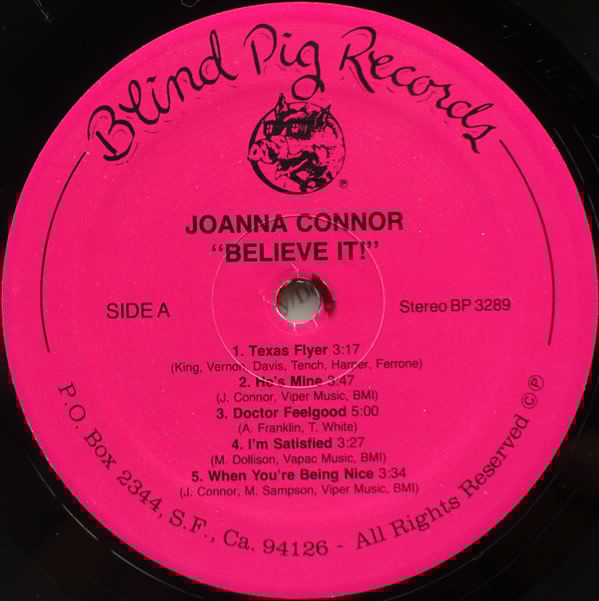 Blind Pig Records
℗
JOANNA CONNOR
"BELIEVE IT!"
SIDE A
Stereo BP 3289
1. Texas Flyer 3:17
(King, Vernon, Davis, Tench, Harper, Ferrone)
2. He's Mine 3:47
(J. Connor, Viper Music, BMI)
3. Doctor Feelgood 5:00
(A. Franklin, T. White)
4. I'm Satisfied 3:27
(M. Dollison, Vapac Music, BMI)
5. When You're Being Nice 3:34
(J. Connor, M. Sampson, Viper Music, BMI)
P.O. Box 2344, S.F., Ca. 94126 - All Rights Reserved ©℗